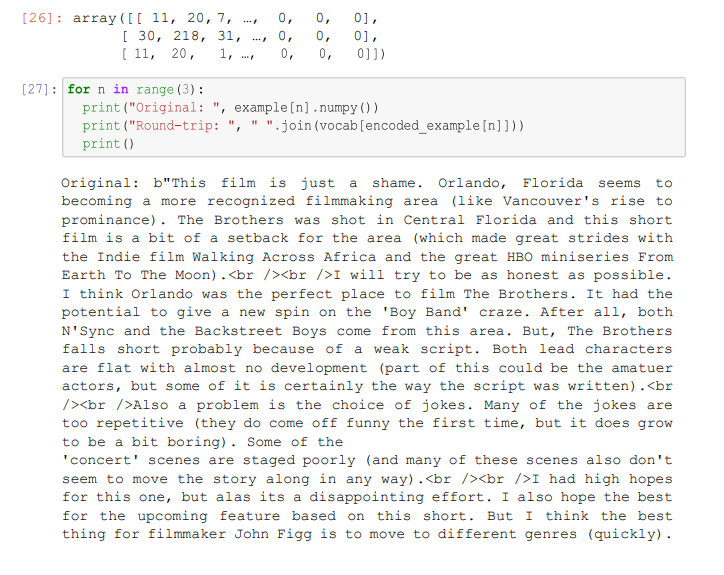 [26]: array([[ 11, 20, 7, …, 0, 0, 0],
[ 30, 218, 31, …, 0, 0, 0],
[ 11, 20, 1, …, 0, 0, 0]])
[27]: for n in range(3):
print("Original: ", example[n].numpy())
print("Round-trip: ", " ".join(vocab[encoded_example[n]]))
print()
Original: b"This film is just a shame. Orlando, Florida seems to
becoming a more recognized filmmaking area (like Vancouver's rise to
prominance). The Brothers was shot in Central Florida and this short
film is a bit of a setback for the area (which made great strides with
the Indie film Walking Across Africa and the great HBO miniseries From
Earth To The Moon).<br /><br />I will try to be as honest as possible.
I think Orlando was the perfect place to film The Brothers. It had the
potential to give a new spin on the 'Boy Band' craze. After all, both
N'Sync and the Backstreet Boys come from this area. But, The Brothers
falls short probably because of a weak script. Both lead characters
are flat with almost no development (part of this could be the amatuer
actors, but some of it is certainly the way the script was written).<br
/><br />Also a problem is the choice of jokes. Many of the jokes are
too repetitive (they do come off funny the first time, but it does grow
to be a bit boring). Some of the
'concert' scenes are staged poorly (and many of these scenes also don't
seem to move the story along in any way).<br /><br />I had high hopes
for this one, but alas its a disappointing effort. I also hope the best
for the upcoming feature based on this short. But I think the best
thing for filmmaker John Figg is to move to different genres (quickly).